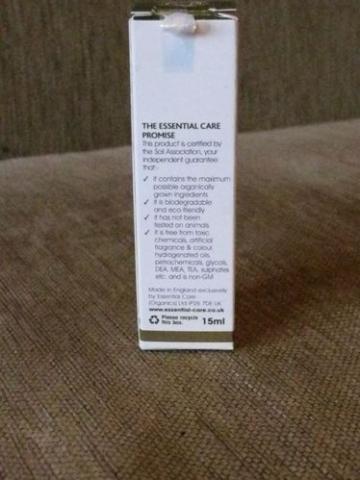 THE ESSENTIAL CARE
PROMISE
This product is certified by
the Soil Association, your
independent guarantee
that:-
✓ it contains the maximum
possible organically
grown ingredients
✓ it is biodegradable
and eco friendly
✓ it has not been
tested on animals
✓ it is free from toxic
chemicals, artificial
fragrance & colour
hydrogenated oils,
petrochemicals, glycols,
DEA, MEA, TEA, sulphates
etc. and is non-GM
Made in England exclusively
by Essential Care
(Organics) Ltd IP28 7DE UK
www.essential-care.co.uk
Please recycle
this box. 15ml